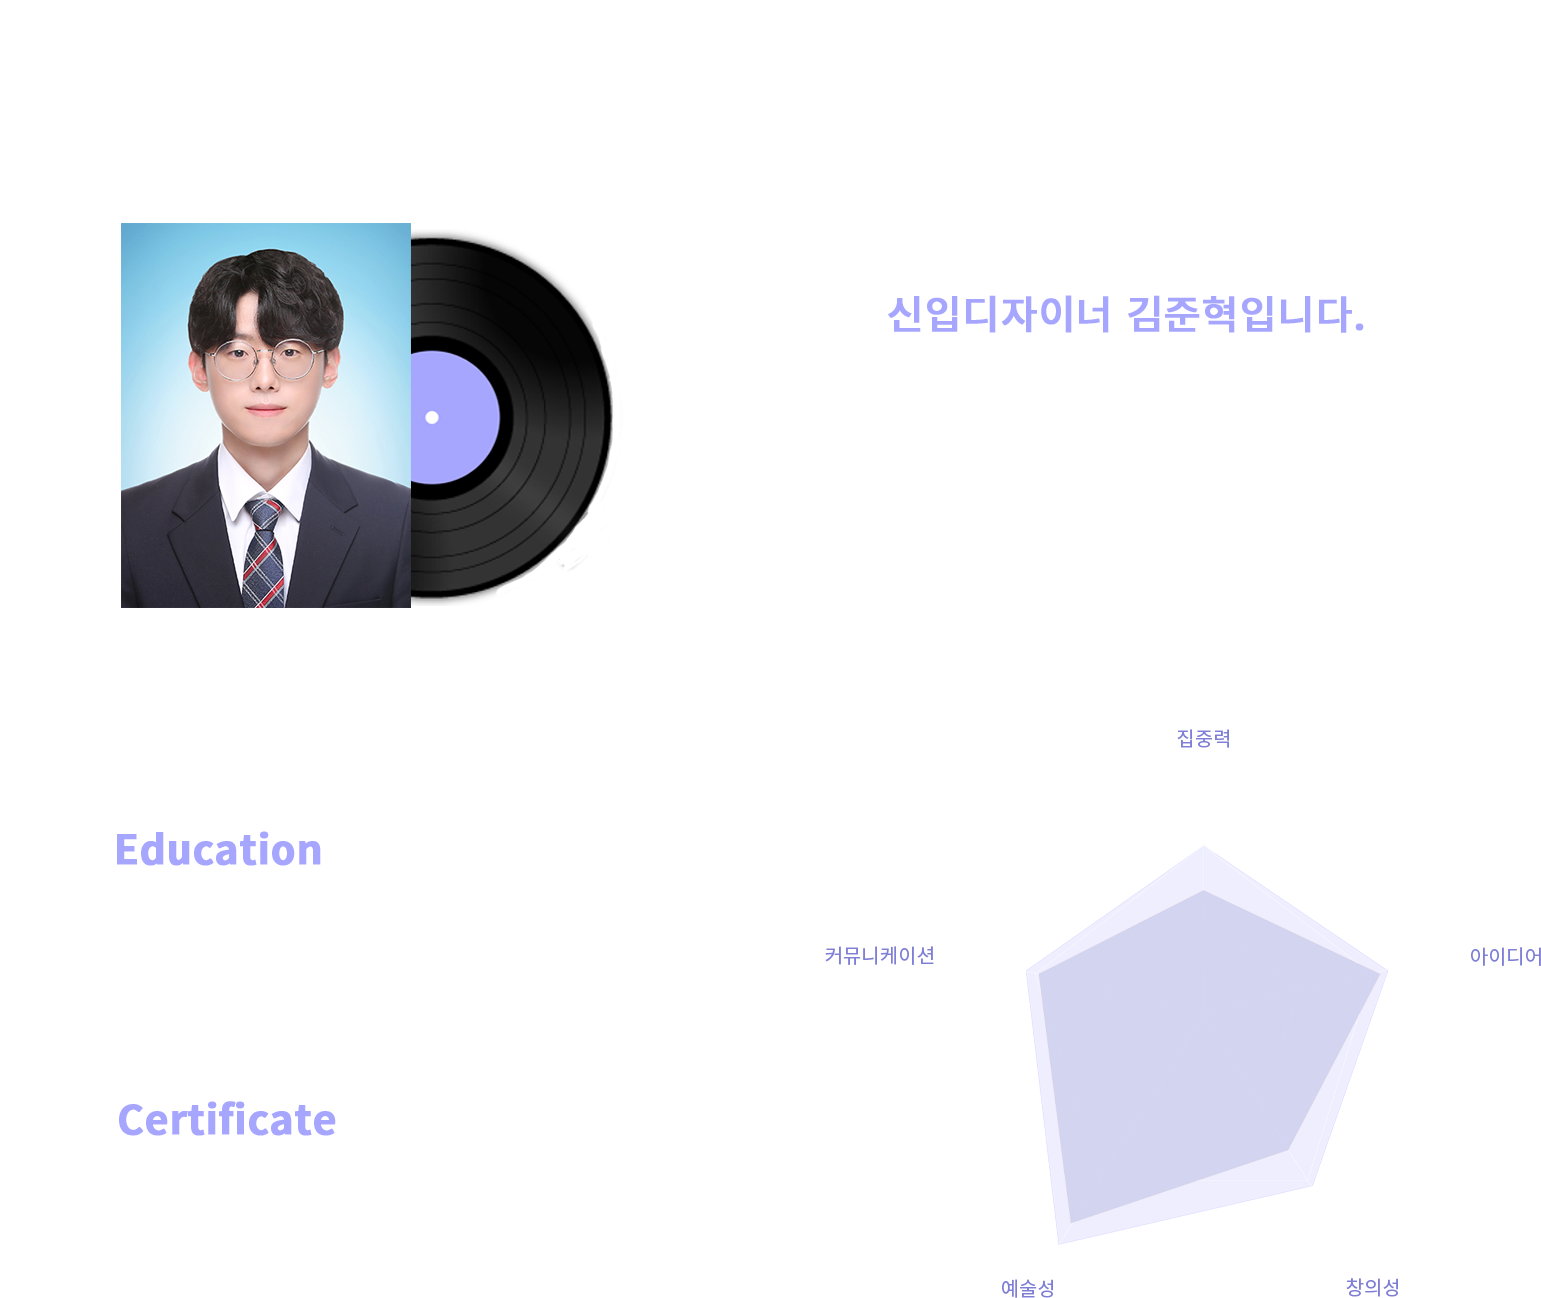 신입디자이너 김준혁입니다.
집중력
Education
커뮤니케이션
아이디어
Certificate
예술성
창의성